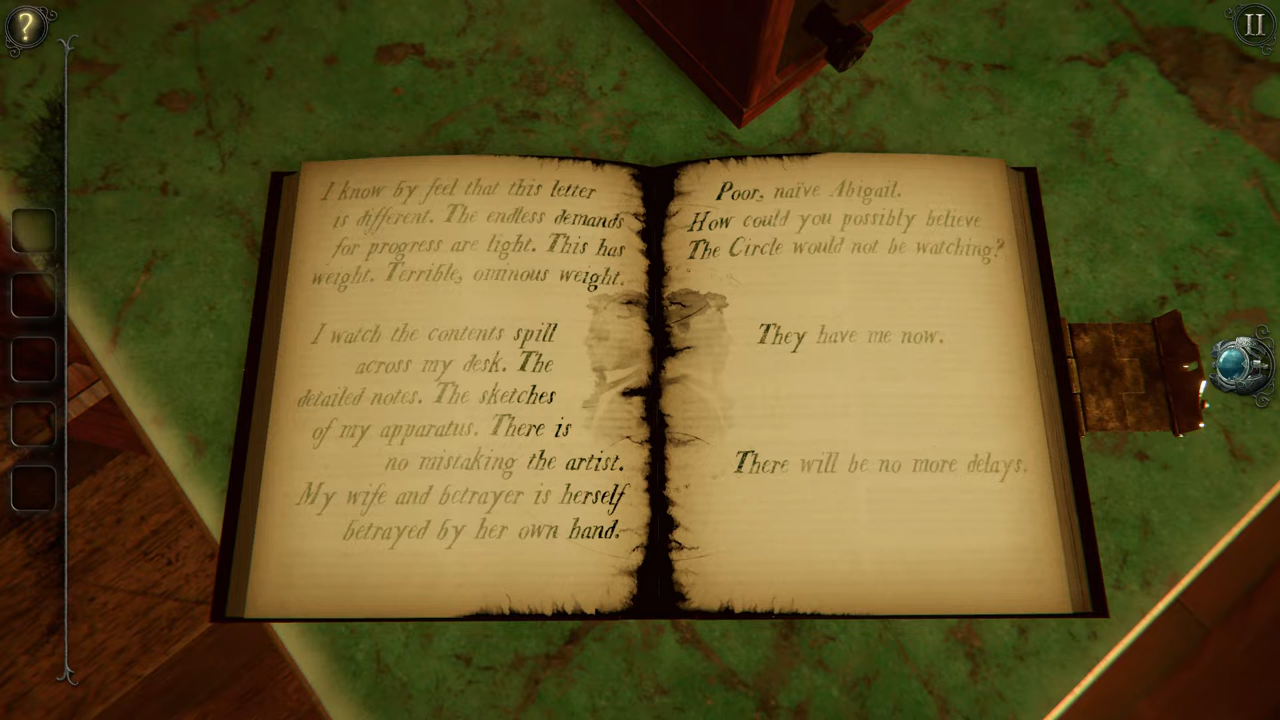 ?
II
I know by feel that this letter
is different. The endless demands
for progress are light. This has
weight. Terrible, ominous weight.
I watch the contents spill
across my desk. The
detailed notes. The sketches
of my apparatus. There is
no mistaking the artist.
My wife and betrayer is herself
betrayed by her own hand.
Poor, naïve Abigail.
How could you possibly believe
The Circle would not be watching?
They have me now.
There will be no more delays.